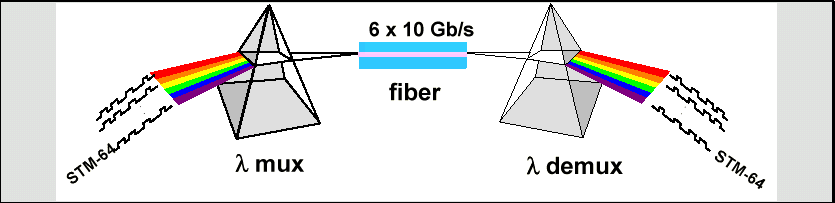 6 x 10 Gb/s
fiber
STM-64
λ mux
λ demux
STM-64